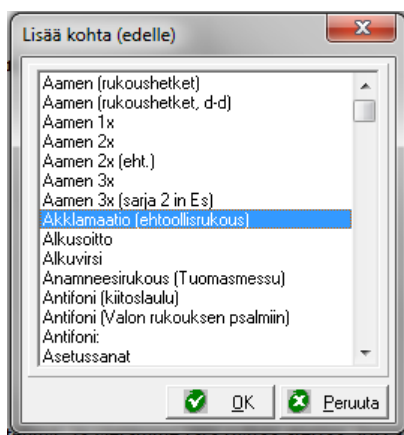 Lisää kohta (edelle)
Aamen (rukoushetket)
Aamen (rukoushetket, d-d)
Aamen 1x
Aamen 2x
Aamen 2x (eht.)
Aamen 3x
Aamen 3x (sarja 2 in Es)
Akklamaatio (ehtoollisrukous)
Alkusoitto
Alkuvirsi
Anamneesirukous (Tuomasmessu)
Antifoni (kiitoslaulu)
Antifoni (Valon rukouksen psalmiin)
Antifoni:
Asetussanat
OK Peruuta